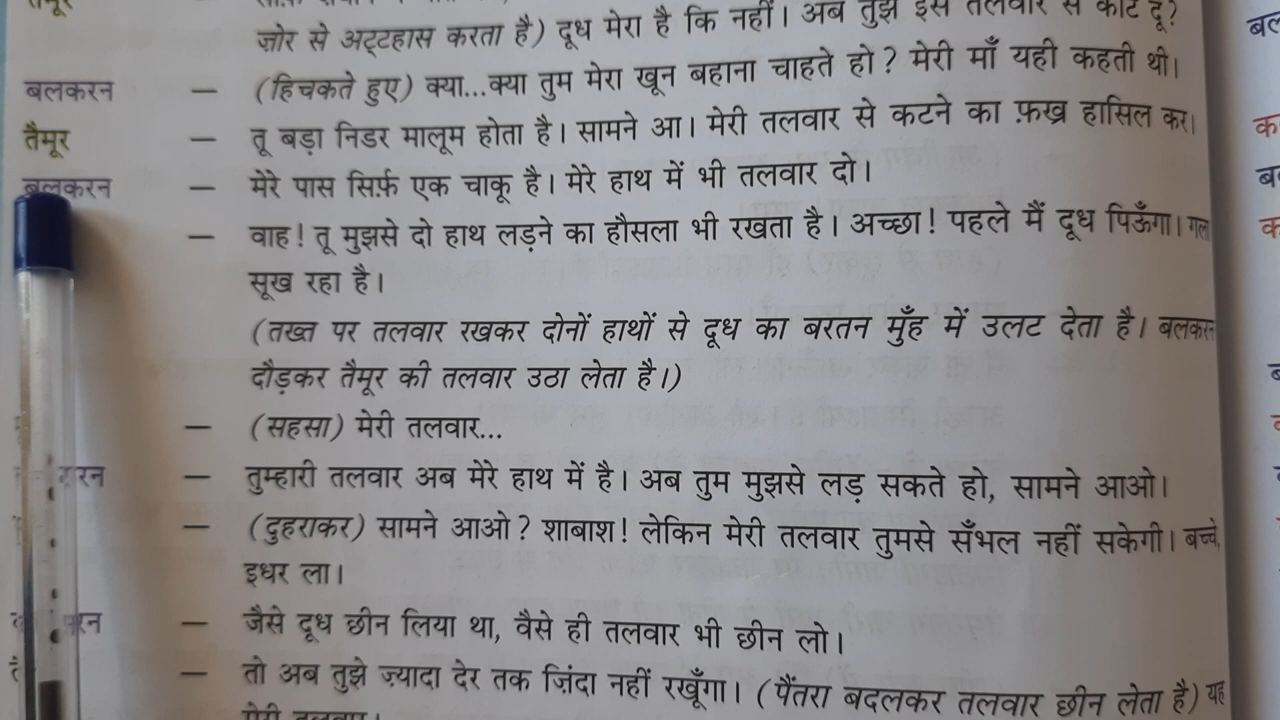 तैमूर –
ज़ोर से अट्टहास करता है) दूध मेरा है कि नहीं। अब तुझे इस तलवार से काट दूँ?
बलकरन – (हिचकते हुए) क्या...क्या तुम मेरा खून बहाना चाहते हो? मेरी माँ यही कहती थी।
तैमूर – तू बड़ा निडर मालूम होता है। सामने आ। मेरी तलवार से कटने का फ़ख्र हासिल कर।
बलकरन – मेरे पास सिर्फ़ एक चाकू है। मेरे हाथ में भी तलवार दो।
– वाह! तू मुझसे दो हाथ लड़ने का हौसला भी रखता है। अच्छा! पहले मैं दूध पिऊँगा। गला
सूख रहा है।
(तख्त पर तलवार रखकर दोनों हाथों से दूध का बरतन मुँह में उलट देता है। बलकरन
दौड़कर तैमूर की तलवार उठा लेता है।)
– (सहसा) मेरी तलवार...
रन – तुम्हारी तलवार अब मेरे हाथ में है। अब तुम मुझसे लड़ सकते हो, सामने आओ।
– (दुहराकर) सामने आओ? शाबाश! लेकिन मेरी तलवार तुमसे सँभल नहीं सकेगी। बच्चे,
इधर ला।
रन – जैसे दूध छीन लिया था, वैसे ही तलवार भी छीन लो।
– तो अब तुझे ज़्यादा देर तक ज़िंदा नहीं रखूँगा। (पैंतरा बदलकर तलवार छीन लेता है) यह
मेरी तलवार।